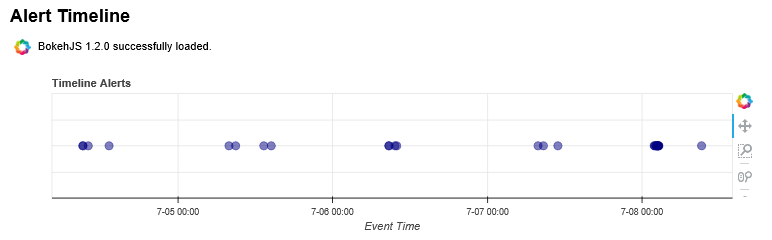 Alert Timeline
BokehJS 1.2.0 successfully loaded.
Timeline Alerts
7-05 00:00 7-06 00:00 7-07 00:00 7-08 00:00
Event Time